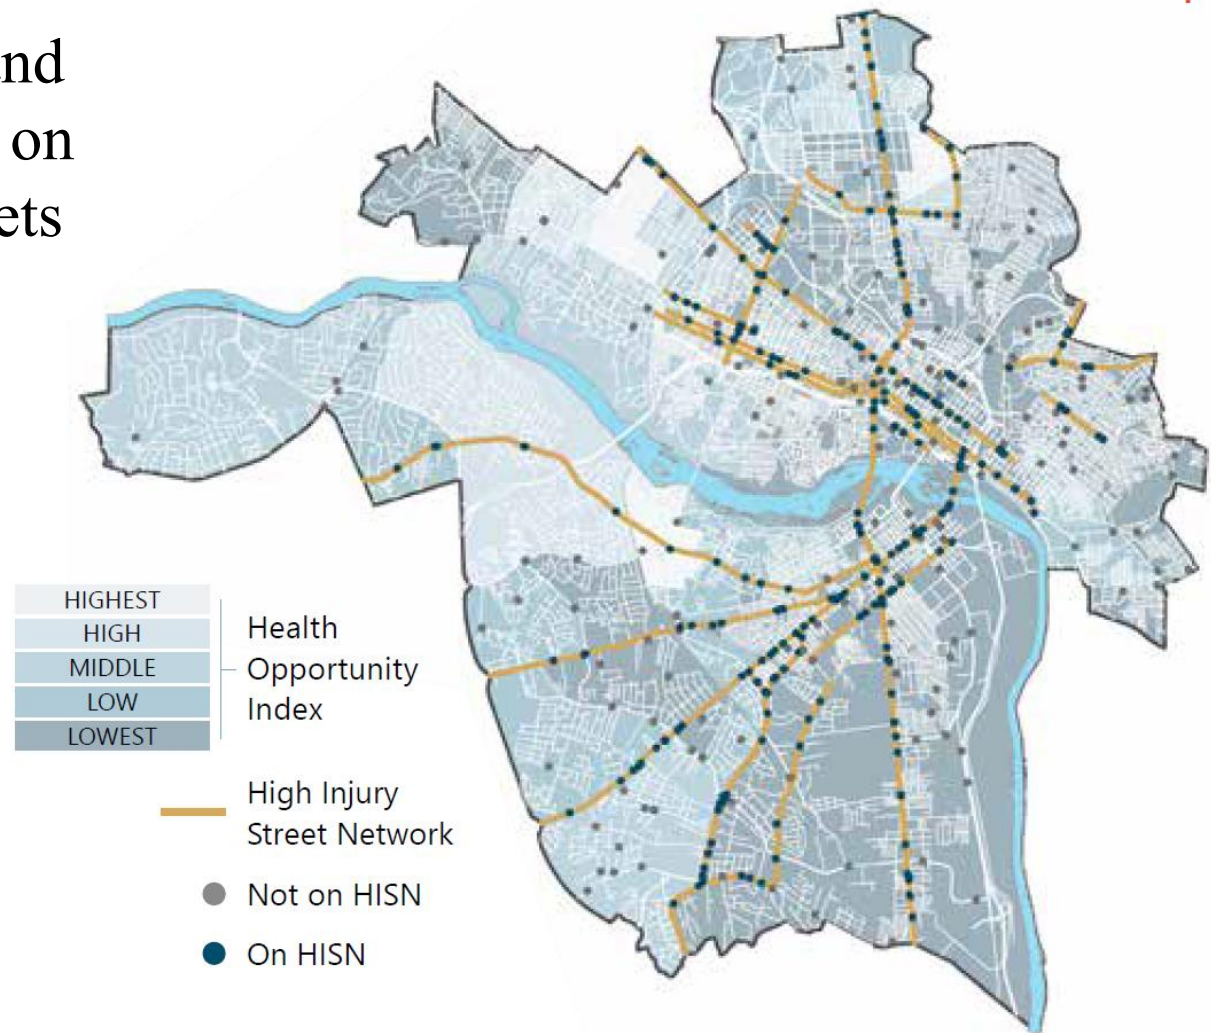 and
on
ets
HIGHEST
HIGH
MIDDLE
LOW
LOWEST
Health
Opportunity
Index
High Injury
Street Network
Not on HISN
On HISN